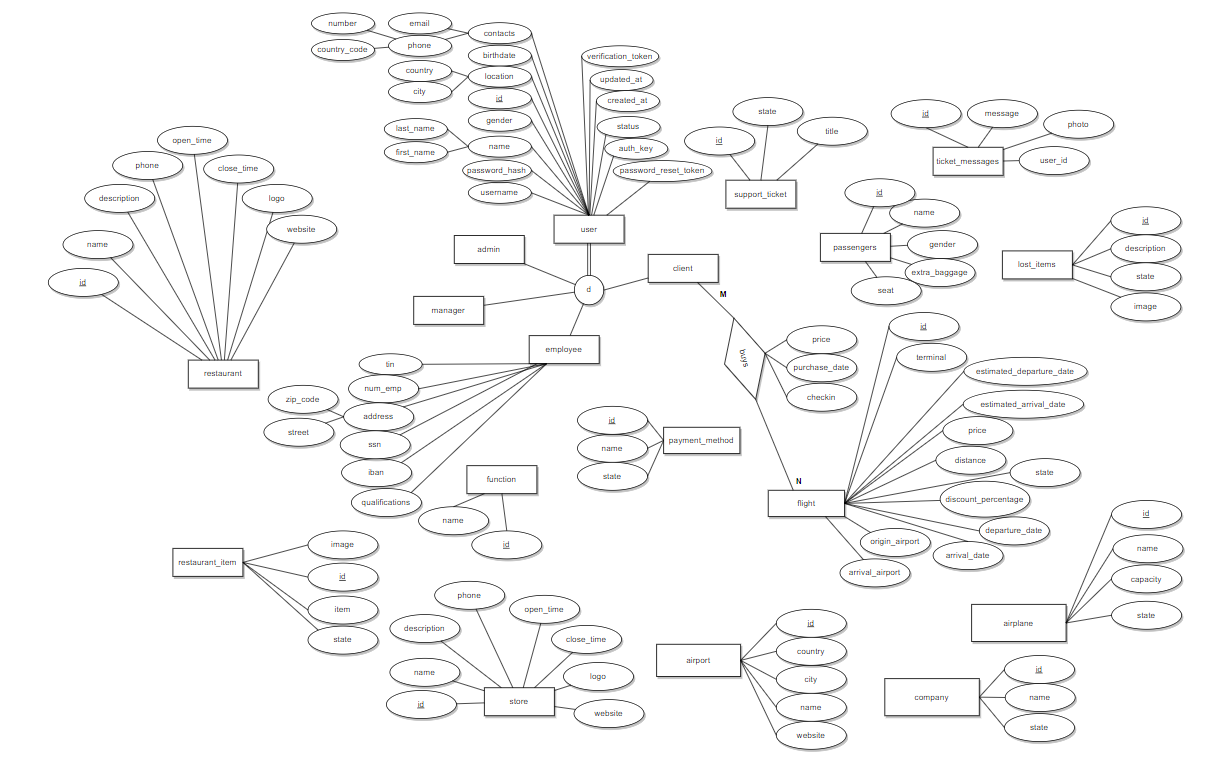 number
email
country_code
phone
contacts
birthdate
country
location
city
id
gender
last_name
first_name
name
password_hash
username
verification_token
updated_at
created_at
status
auth_key
password_reset_token
user
d
admin
manager
client
employee
open_time
phone
close_time
description
logo
name
website
id
restaurant
state
id
title
support_ticket
id
message
photo
ticket_messages
user_id
id
name
passengers
gender
extra_baggage
seat
id
description
lost_items
state
image
M
buys
price
purchase_date
checkin
N
tin
num_emp
zip_code
address
street
ssn
iban
qualifications
function
name
id
id
payment_method
name
state
id
terminal
estimated_departure_date
estimated_arrival_date
price
distance
state
discount_percentage
flight
departure_date
origin_airport
arrival_date
arrival_airport
image
restaurant_item
id
item
state
phone
open_time
description
close_time
name
logo
id
store
website
id
country
airport
city
name
website
id
name
capacity
airplane
state
id
company
name
state